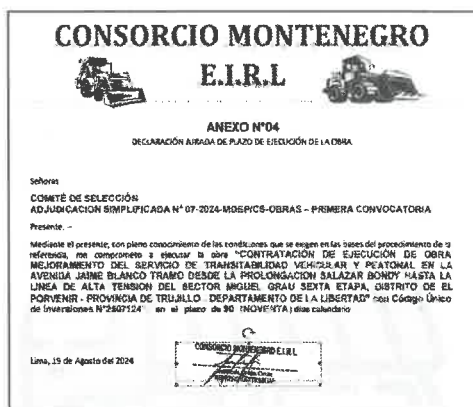 CONSORCIO MONTENEGRO
E.I.R.L
ANEXO N°04
DECLARACIÓN JURADA DE PLAZO DE EJECUCIÓN DE LA OBRA
Señores
COMITÉ DE SELECCIÓN
ADJUDICACION SIMPLIFICADA N° 07-2024-MDEP/CS-OBRAS – PRIMERA CONVOCATORIA
Presente. –
Mediante el presente, con pleno conocimiento de las condiciones que se exigen en las bases del procedimiento de la
referencia, me comprometo a ejecutar la obra "CONTRATACIÓN DE EJECUCIÓN DE OBRA
MEJORAMIENTO DEL SERVICIO DE TRANSITABILIDAD VEHICULAR Y PEATONAL EN LA
AVENIDA JAIME BLANCO TRAMO DESDE LA PROLONGACION SALAZAR BONDY HASTA LA
LINEA DE ALTA TENSION DEL SECTOR MIGUEL GRAU SEXTA ETAPA, DISTRITO DE EL
PORVENIR - PROVINCIA DE TRUJILLO - DEPARTAMENTO DE LA LIBERTAD" con Código Único
de Inversiones N°2507124 en el plazo de 90 (NOVENTA) días calendario
Lima, 19 de Agosto del 2024
CONSORCIO MONTENEGRO E.I.R.L